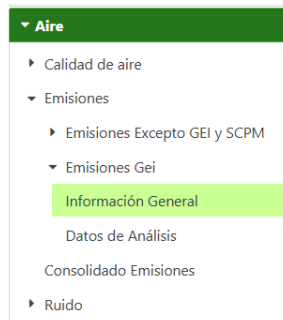 Aire
Calidad de aire
Emisiones
Emisiones Excepto GEI y SCPM
Emisiones Gei
Información General
Datos de Análisis
Consolidado Emisiones
Ruido